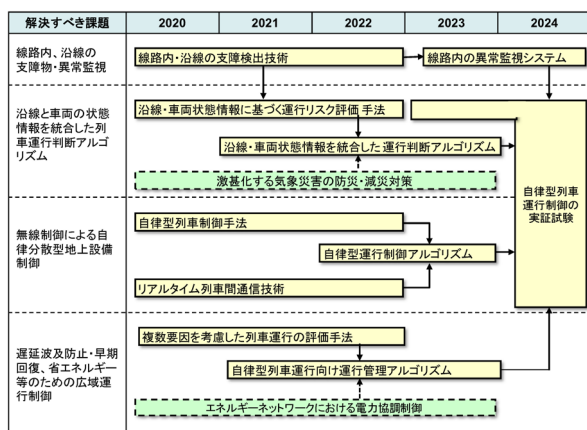 解決すべき課題
2020
2021
2022
2023
2024
線路内、沿線の
支障物・異常監視
線路内・沿線の支障検出技術
線路内の異常監視システム
沿線と車両の状態
情報を統合した列
車運行判断アルゴ
リズム
沿線・車両状態情報に基づく運行リスク評価 手法
沿線・車両状態情報を統合した 運行判断アルゴリズム
激甚化する気象災害の防災・減災対策
自律型列車
運行制御の
実証試験
無線制御による自
律分散型地上設備
制御
自律型列車制御手法
自律型運行制御アルゴリズム
リアルタイム列車間通信技術
遅延波及防止・早期
回復、省エネルギー
等のための広域運
行制御
複数要因を考慮した列車運行の評価手法
自律型列車運行向け運行管理アルゴリズム
エネルギーネットワークにおける電力協調制御